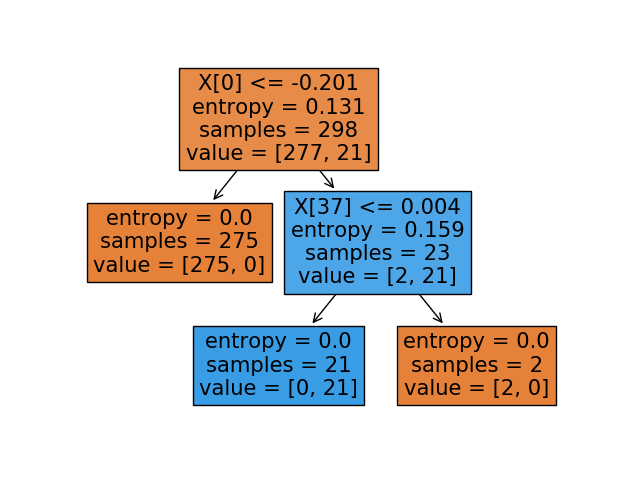 X[0] <= -0.201
entropy = 0.131
samples = 298
value = [277, 21]
entropy = 0.0
samples = 275
value = [275, 0]
X[37] <= 0.004
entropy = 0.159
samples = 23
value = [2, 21]
entropy = 0.0
samples = 21
value = [0, 21]
entropy = 0.0
samples = 2
value = [2, 0]